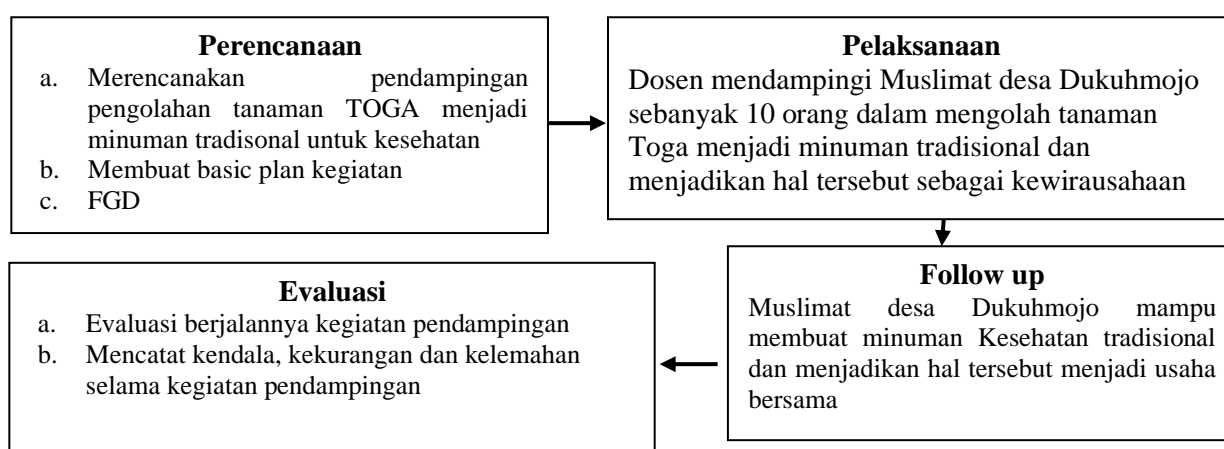 Perencanaan
a. Merencanakan pendampingan
pengolahan tanaman TOGA menjadi
minuman tradisonal untuk kesehatan
b. Membuat basic plan kegiatan
c. FGD
Pelaksanaan
Dosen mendampingi Muslimat desa Dukuhmojo
sebanyak 10 orang dalam mengolah tanaman
Toga menjadi minuman tradisional dan
menjadikan hal tersebut sebagai kewirausahaan
Follow up
Muslimat desa Dukuhmojo mampu
membuat minuman Kesehatan tradisional
dan menjadikan hal tersebut menjadi usaha
bersama
Evaluasi
a. Evaluasi berjalannya kegiatan pendampingan
b. Mencatat kendala, kekurangan dan kelemahan
selama kegiatan pendampingan